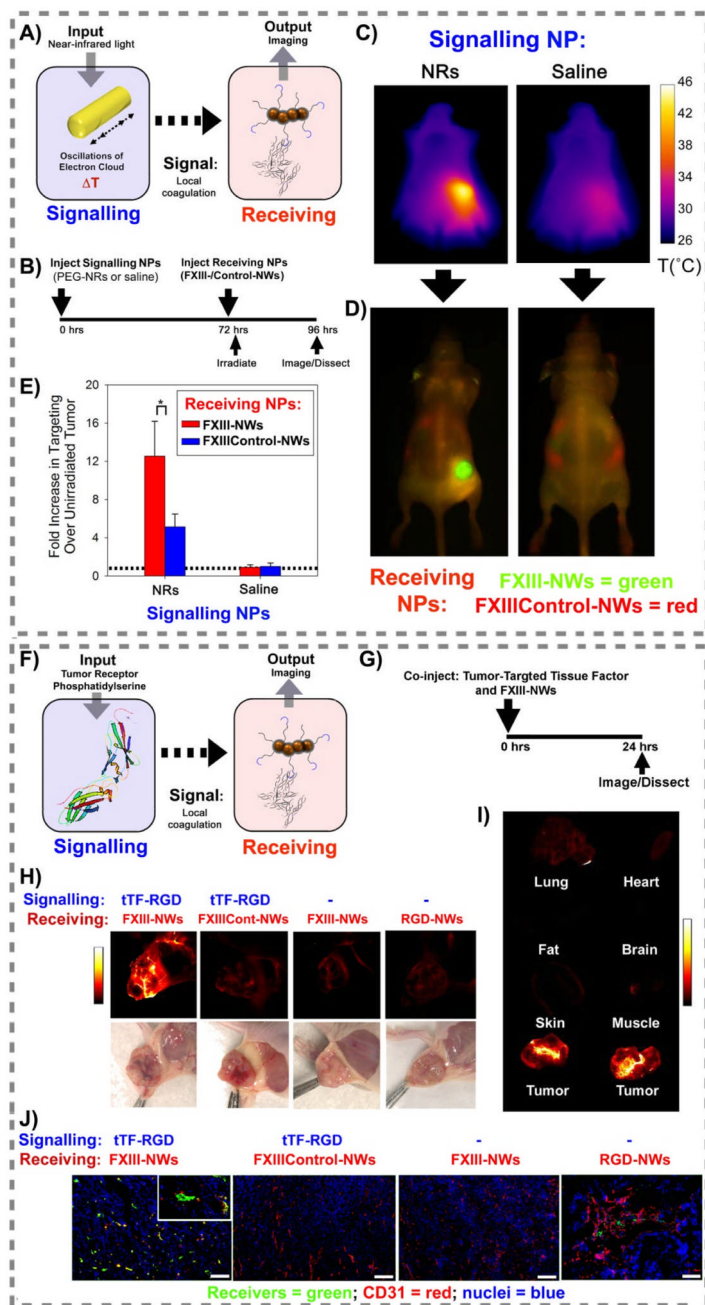 A)
Input
Near-infrared light
Output
Imaging
Oscillations of
Electron Cloud
ΔT
Signal:
Local
coagulation
Signalling
Receiving
B)
Inject Signalling NPs
(PEG-NRs or saline)
Inject Receiving NPs
(FXIII-/Control-NWs)
0 hrs
72 hrs
96 hrs
Irradiate
Image/Dissect
C)
Signalling NP:
NRs
Saline
46
42
38
34
30
26
T(°C)
D)
Receiving
NPs:
FXIII-NWs = green
FXIIIControl-NWs = red
E)
Fold Increase in Targeting
Over Unirradiated Tumor
20
16
12
8
4
0
*
Receiving NPs:
FXIII-NWs
FXIIIControl-NWs
NRs
Saline
Signalling NPs
F)
Input
Tumor Receptor
Phosphatidylserine
Output
Imaging
Signal:
Local
coagulation
Signalling
Receiving
G)
Co-inject: Tumor-Targted Tissue Factor
and FXIII-NWs
0 hrs
24 hrs
Image/Dissect
H)
Signalling: tTF-RGD tTF-RGD - -
Receiving: FXIII-NWs FXIIICont-NWs FXIII-NWs RGD-NWs
I)
Lung Heart
Fat Brain
Skin Muscle
Tumor Tumor
J)
Signalling: tTF-RGD tTF-RGD - -
Receiving: FXIII-NWs FXIIIControl-NWs FXIII-NWs RGD-NWs
Receivers = green; CD31 = red; nuclei = blue